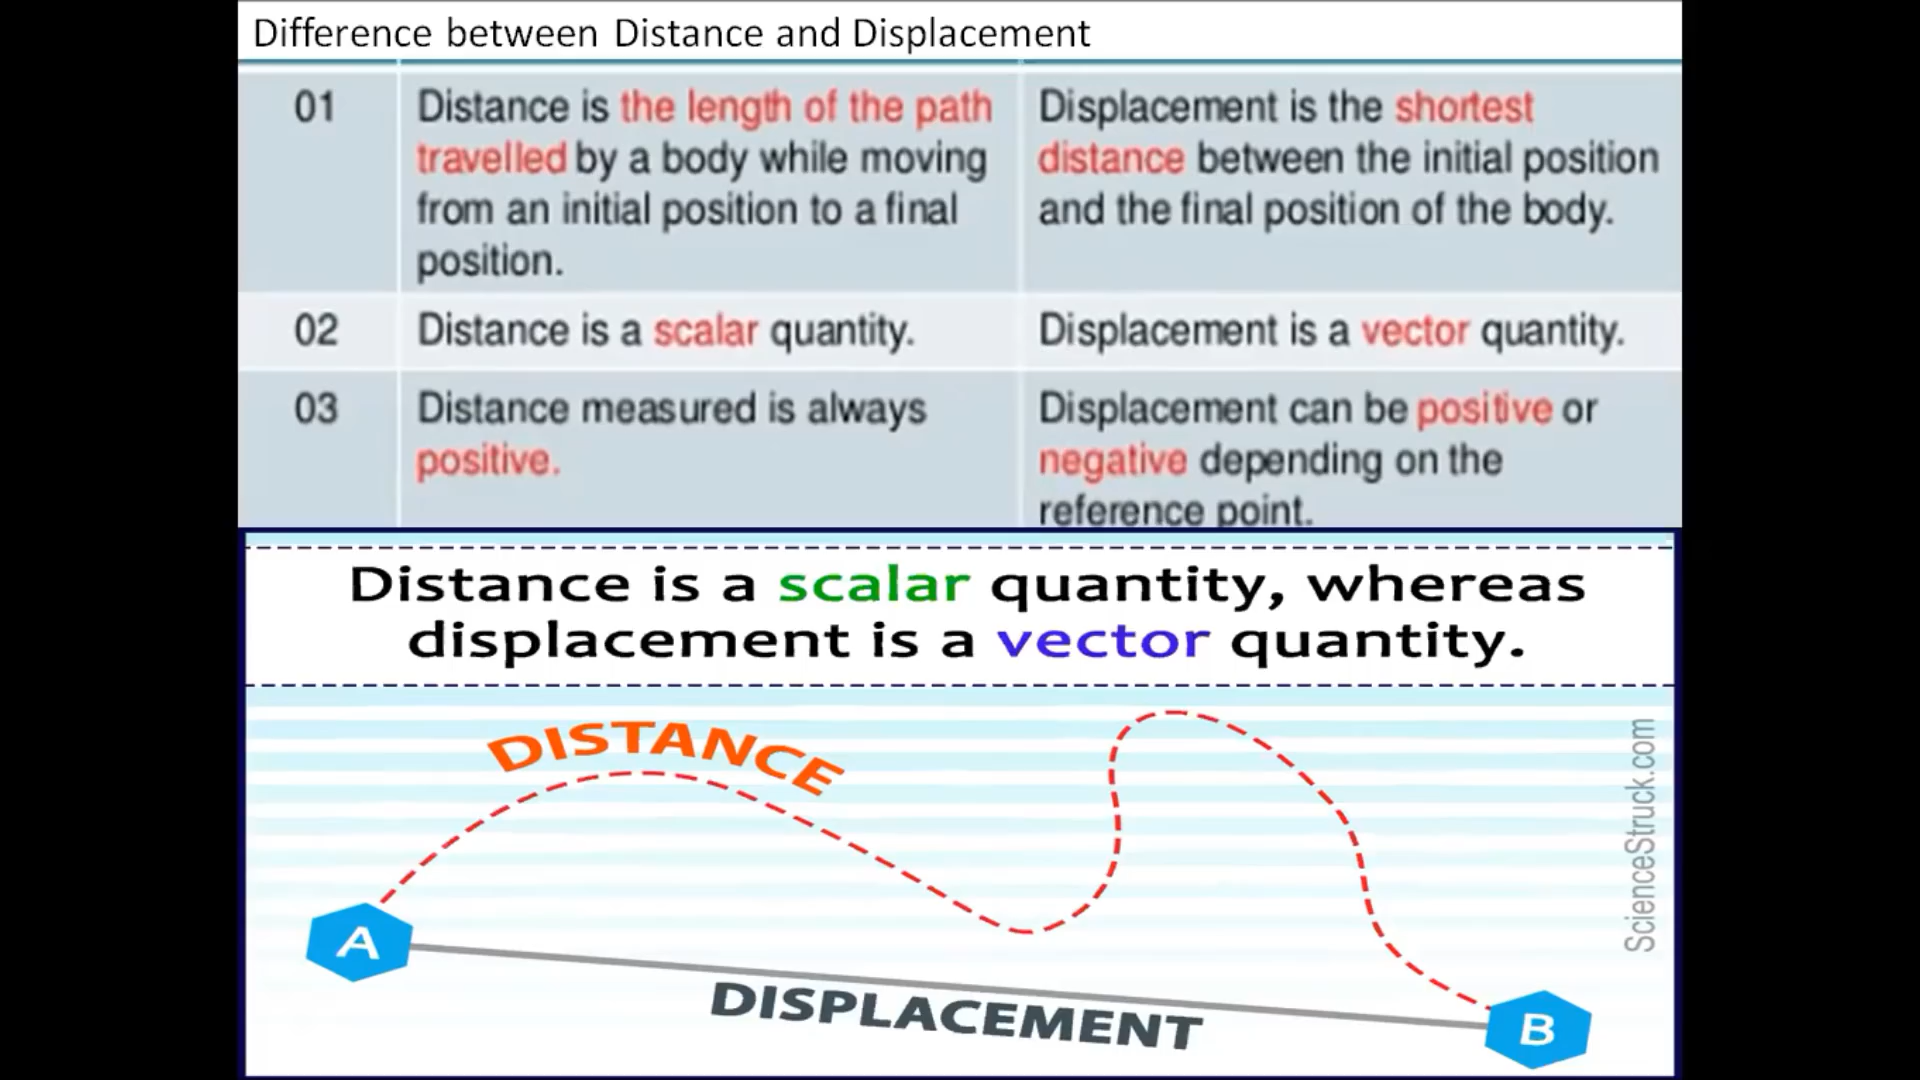 Difference between Distance and Displacement
01
Distance is the length of the path
travelled by a body while moving
from an initial position to a final
position.
Displacement is the shortest
distance between the initial position
and the final position of the body.
02
Distance is a scalar quantity.
Displacement is a vector quantity.
03
Distance measured is always
positive.
Displacement can be positive or
negative depending on the
reference point.
Distance is a scalar quantity, whereas
displacement is a vector quantity.
DISTANCE
ScienceStruck.com
A
DISPLACEMENT
B